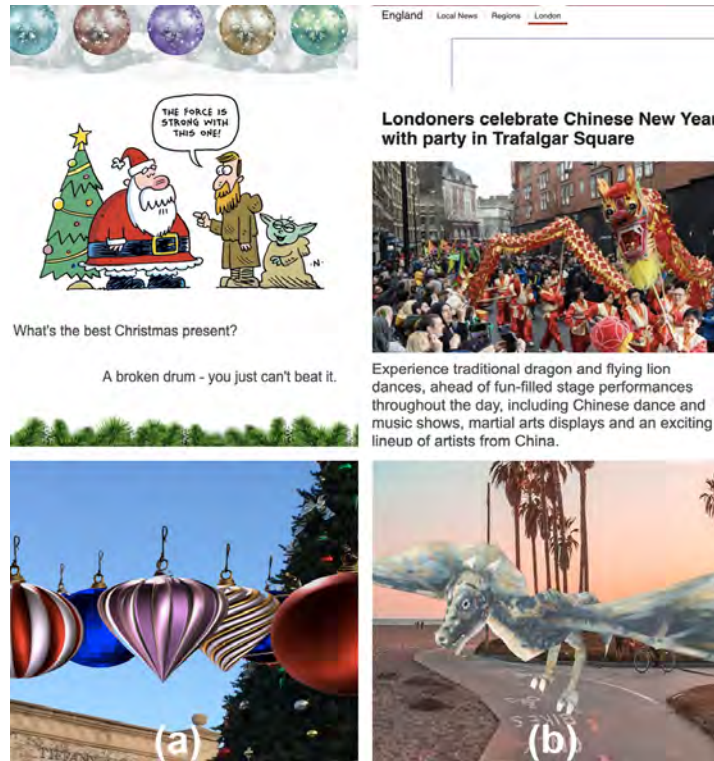 THE FORCE IS
STRONG WITH
THIS ONE!
·N·
What's the best Christmas present?
A broken drum - you just can't beat it.
England
Local News
Regions
London
Londoners celebrate Chinese New Year
with party in Trafalgar Square
Experience traditional dragon and flying lion
dances, ahead of fun-filled stage performances
throughout the day, including Chinese dance and
music shows, martial arts displays and an exciting
lineup of artists from China.
(a)
BIKES
(b)